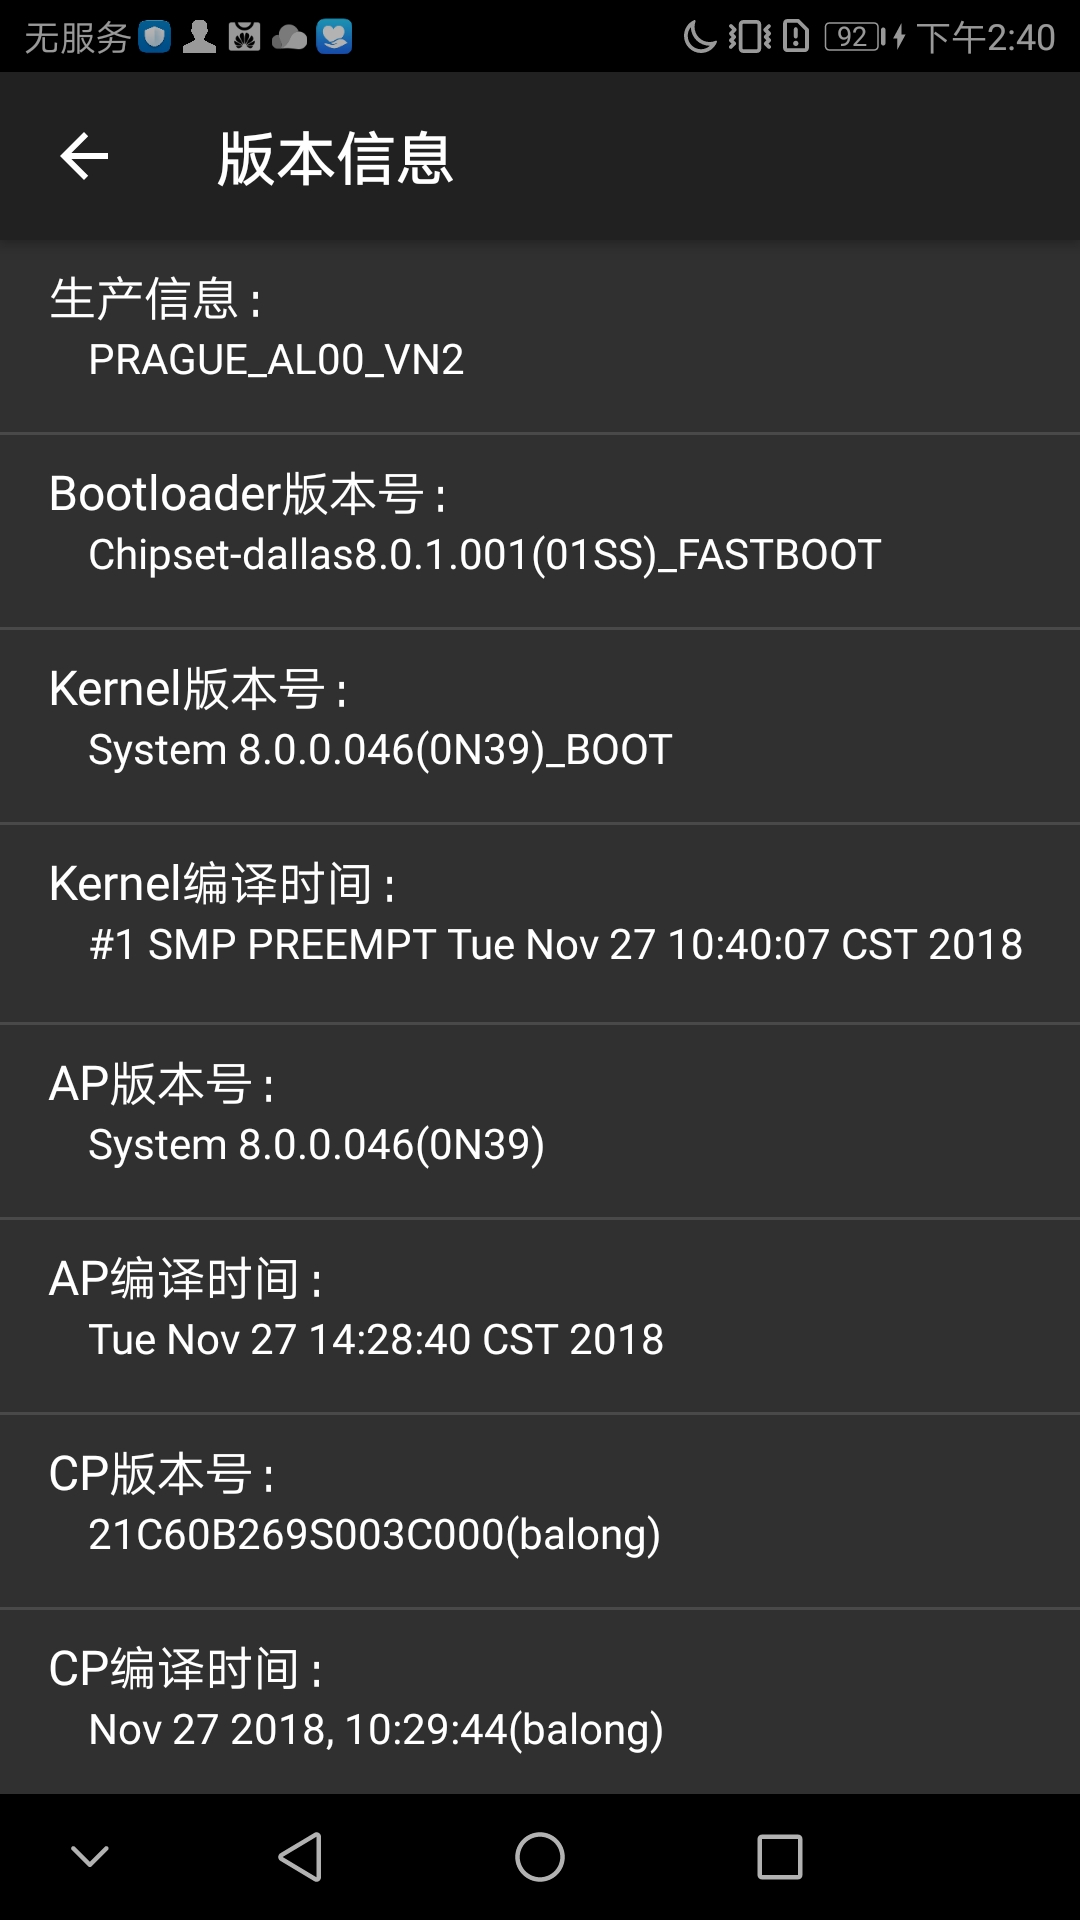 无服务 92 下午2:40
版本信息
生产信息：
PRAGUE_AL00_VN2
Bootloader版本号：
Chipset-dallas8.0.1.001(01SS)_FASTBOOT
Kernel版本号：
System 8.0.0.046(0N39)_BOOT
Kernel编译时间：
#1 SMP PREEMPT Tue Nov 27 10:40:07 CST 2018
AP版本号：
System 8.0.0.046(0N39)
AP编译时间：
Tue Nov 27 14:28:40 CST 2018
CP版本号：
21C60B269S003C000(balong)
CP编译时间：
Nov 27 2018, 10:29:44(balong)